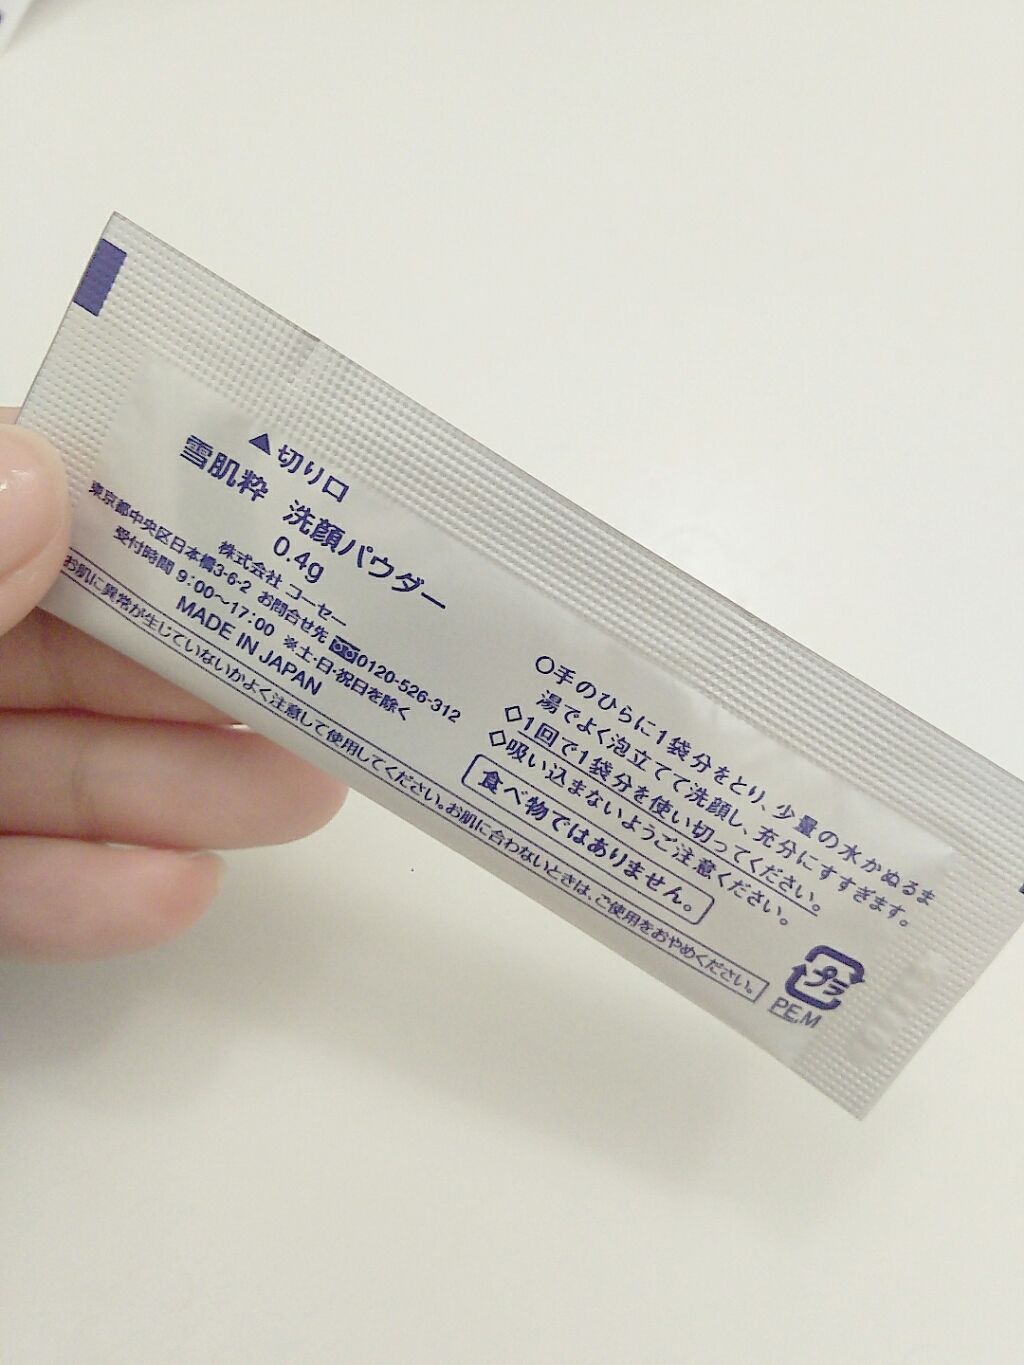 ▲切り口
雪肌粋 洗顔パウダー
0.4g
株式会社 コーセー
東京都中央区日本橋3-6-2 お問合せ先 0120-526-312
受付時間 9:00〜17:00 ※土・日・祝日を除く
MADE IN JAPAN
○手のひらに1袋分をとり、少量の水かぬるま
湯でよく泡立てて洗顔し、充分にすすぎます。
◇1回で1袋分を使い切ってください。
◇吸い込まないようご注意ください。
食べ物ではありません。
お肌に異常が生じていないかよく注意して使用してください。お肌に合わないときは、ご使用をおやめください。
プラ
PE,M